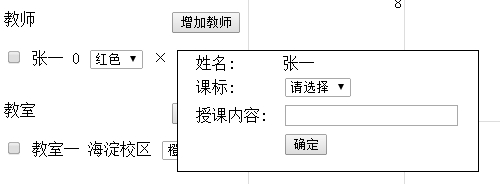 8
教师 增加教师
张一 0 红色 ×
教室
教室一 海淀校区
姓名: 张一
课标: 请选择
授课内容:
确定